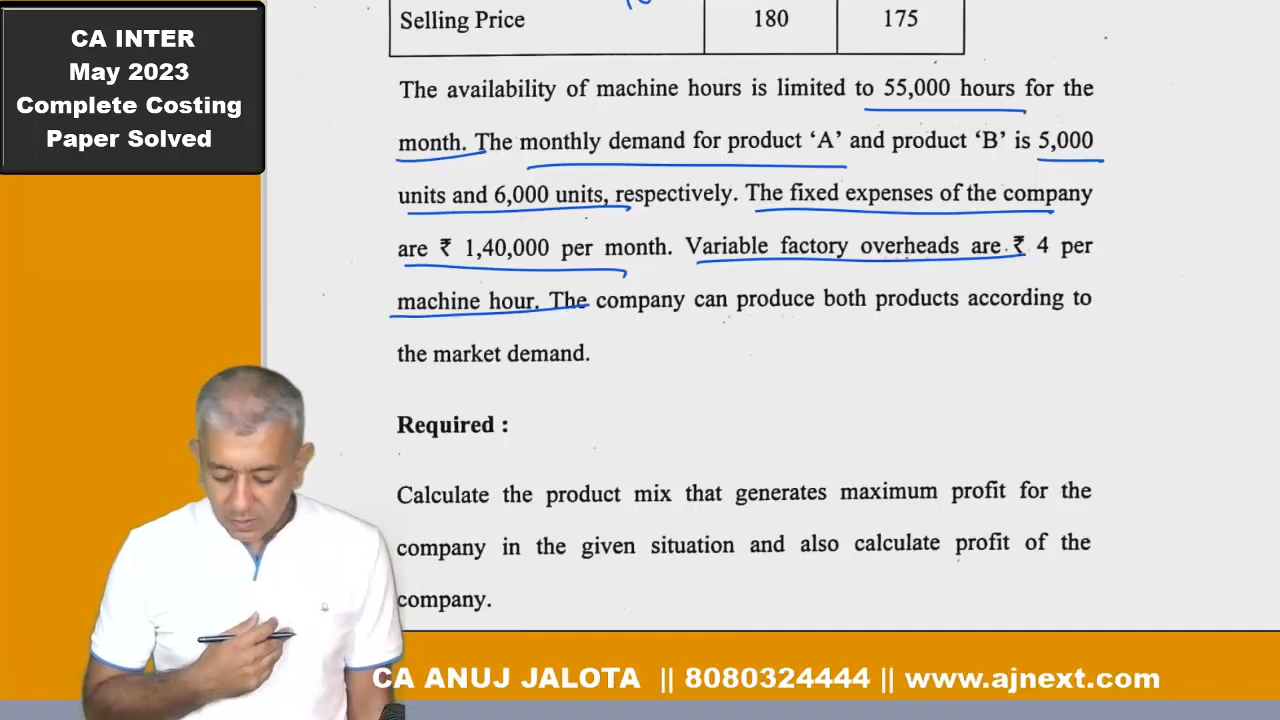 CA INTER
May 2023
Complete Costing
Paper Solved
Selling Price 180 175
The availability of machine hours is limited to 55,000 hours for the
month. The monthly demand for product ‘A’ and product ‘B’ is 5,000
units and 6,000 units, respectively. The fixed expenses of the company
are ₹ 1,40,000 per month. Variable factory overheads are ₹ 4 per
machine hour. The company can produce both products according to
the market demand.
Required :
Calculate the product mix that generates maximum profit for the
company in the given situation and also calculate profit of the
company.
CA ANUJ JALOTA || 8080324444 || www.ajnext.com